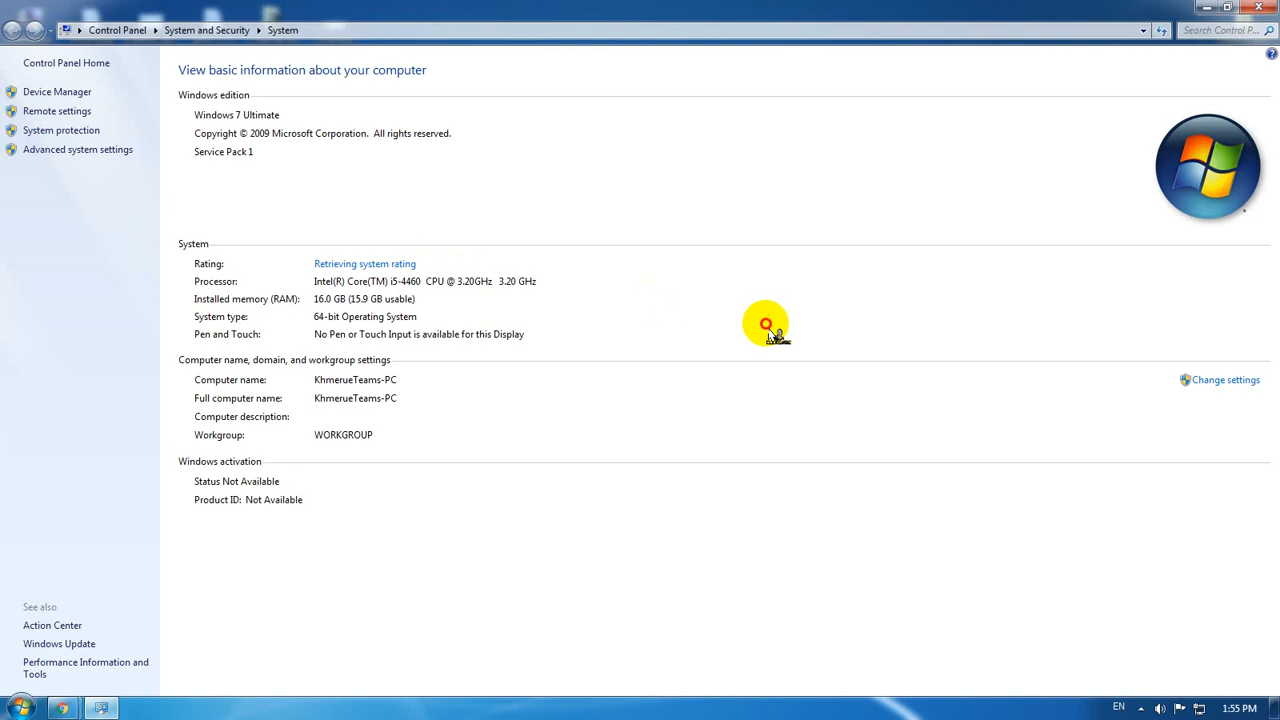 Control Panel System and Security System
Search Control P...
Control Panel Home
Device Manager
Remote settings
System protection
Advanced system settings
View basic information about your computer
Windows edition
Windows 7 Ultimate
Copyright © 2009 Microsoft Corporation. All rights reserved.
Service Pack 1
System
Rating: Retrieving system rating
Processor: Intel(R) Core(TM) i5-4460 CPU @ 3.20GHz 3.20 GHz
Installed memory (RAM): 16.0 GB (15.9 GB usable)
System type: 64-bit Operating System
Pen and Touch: No Pen or Touch Input is available for this Display
Computer name, domain, and workgroup settings
Computer name: KhmerueTeams-PC
Change settings
Full computer name: KhmerueTeams-PC
Computer description:
Workgroup: WORKGROUP
Windows activation
Status Not Available
Product ID: Not Available
See also
Action Center
Windows Update
Performance Information and
Tools
EN 1:55 PM